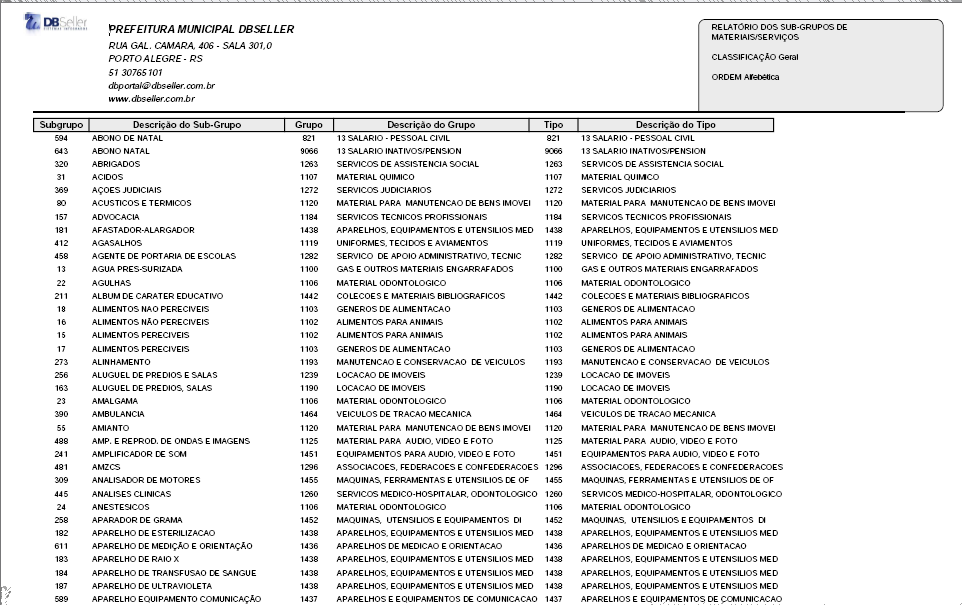 DBSeller
PREFEITURA MUNICIPAL DBSELLER
RUA GAL. CAMARA, 406 - SALA 301,0
PORTO ALEGRE - RS
51 30765101
dbportal@dbseller.com.br
www.dbseller.com.br
RELATÓRIO DOS SUB-GRUPOS DE
MATERIAIS/SERVIÇOS
CLASSIFICAÇÃO Geral
ORDEM Alfebética
Subgrupo Descrição do Sub-Grupo Grupo Descrição do Grupo Tipo Descrição do Tipo
594 ABONO DE NATAL 821 13 SALARIO - PESSOAL CIVIL 821 13 SALARIO - PESSOAL CIVIL
643 ABONO NATAL 9066 13 SALARIO INATIVOS/PENSION 9066 13 SALARIO INATIVOS/PENSION
320 ABRIGADOS 1263 SERVICOS DE ASSISTENCIA SOCIAL 1263 SERVICOS DE ASSISTENCIA SOCIAL
31 ACIDOS 1107 MATERIAL QUIMICO 1107 MATERIAL QUIMICO
369 AÇOES JUDICIAIS 1272 SERVICOS JUDICIARIOS 1272 SERVICOS JUDICIARIOS
80 ACUSTICOS E TERMICOS 1120 MATERIAL PARA MANUTENCAO DE BENS IMOVEI 1120 MATERIAL PARA MANUTENCAO DE BENS IMOVEI
157 ADVOCACIA 1184 SERVICOS TECNICOS PROFISSIONAIS 1184 SERVICOS TECNICOS PROFISSIONAIS
181 AFASTADOR-ALARGADOR 1438 APARELHOS, EQUIPAMENTOS E UTENSILIOS MED 1438 APARELHOS, EQUIPAMENTOS E UTENSILIOS MED
412 AGASALHOS 1119 UNIFORMES, TECIDOS E AVIAMENTOS 1119 UNIFORMES, TECIDOS E AVIAMENTOS
458 AGENTE DE PORTARIA DE ESCOLAS 1282 SERVICO DE APOIO ADMINISTRATIVO, TECNIC 1282 SERVICO DE APOIO ADMINISTRATIVO, TECNIC
13 AGUA PRES-SURIZADA 1100 GAS E OUTROS MATERIAIS ENGARRAFADOS 1100 GAS E OUTROS MATERIAIS ENGARRAFADOS
22 AGULHAS 1106 MATERIAL ODONTOLOGICO 1106 MATERIAL ODONTOLOGICO
211 ALBUM DE CARATER EDUCATIVO 1442 COLECOES E MATERIAIS BIBLIOGRAFICOS 1442 COLECOES E MATERIAIS BIBLIOGRAFICOS
18 ALIMENTOS NAO PERECIVEIS 1103 GENEROS DE ALIMENTACAO 1103 GENEROS DE ALIMENTACAO
16 ALIMENTOS NÃO PERECIVEIS 1102 ALIMENTOS PARA ANIMAIS 1102 ALIMENTOS PARA ANIMAIS
15 ALIMENTOS PERECIVEIS 1102 ALIMENTOS PARA ANIMAIS 1102 ALIMENTOS PARA ANIMAIS
17 ALIMENTOS PERECIVEIS 1103 GENEROS DE ALIMENTACAO 1103 GENEROS DE ALIMENTACAO
273 ALINHAMENTO 1193 MANUTENCAO E CONSERVACAO DE VEICULOS 1193 MANUTENCAO E CONSERVACAO DE VEICULOS
256 ALUGUEL DE PREDIOS E SALAS 1239 LOCACAO DE IMOVEIS 1239 LOCACAO DE IMOVEIS
163 ALUGUEL DE PREDIOS, SALAS 1190 LOCACAO DE IMOVEIS 1190 LOCACAO DE IMOVEIS
23 AMALGAMA 1106 MATERIAL ODONTOLOGICO 1106 MATERIAL ODONTOLOGICO
390 AMBULANCIA 1464 VEICULOS DE TRACAO MECANICA 1464 VEICULOS DE TRACAO MECANICA
55 AMIANTO 1120 MATERIAL PARA MANUTENCAO DE BENS IMOVEI 1120 MATERIAL PARA MANUTENCAO DE BENS IMOVEI
488 AMP. E REPROD. DE ONDAS E IMAGENS 1125 MATERIAL PARA AUDIO, VIDEO E FOTO 1125 MATERIAL PARA AUDIO, VIDEO E FOTO
241 AMPLIFICADOR DE SOM 1451 EQUIPAMENTOS PARA AUDIO, VIDEO E FOTO 1451 EQUIPAMENTOS PARA AUDIO, VIDEO E FOTO
481 AMZCS 1296 ASSOCIACOES, FEDERACOES E CONFEDERACOES 1296 ASSOCIACOES, FEDERACOES E CONFEDERACOES
309 ANALISADOR DE MOTORES 1455 MAQUINAS, FERRAMENTAS E UTENSILIOS DE OF 1455 MAQUINAS, FERRAMENTAS E UTENSILIOS DE OF
445 ANALISES CLINICAS 1260 SERVICOS MEDICO-HOSPITALAR, ODONTOLOGICO 1260 SERVICOS MEDICO-HOSPITALAR, ODONTOLOGICO
24 ANESTESICOS 1106 MATERIAL ODONTOLOGICO 1106 MATERIAL ODONTOLOGICO
258 APARADOR DE GRAMA 1452 MAQUINAS, UTENSILIOS E EQUIPAMENTOS DI 1452 MAQUINAS, UTENSILIOS E EQUIPAMENTOS DI
182 APARELHO DE ESTERILIZACAO 1438 APARELHOS, EQUIPAMENTOS E UTENSILIOS MED 1438 APARELHOS, EQUIPAMENTOS E UTENSILIOS MED
611 APARELHO DE MEDIÇÃO E ORIENTAÇÃO 1436 APARELHOS DE MEDICAO E ORIENTACAO 1436 APARELHOS DE MEDICAO E ORIENTACAO
183 APARELHO DE RAIO X 1438 APARELHOS, EQUIPAMENTOS E UTENSILIOS MED 1438 APARELHOS, EQUIPAMENTOS E UTENSILIOS MED
184 APARELHO DE TRANSFUSAO DE SANGUE 1438 APARELHOS, EQUIPAMENTOS E UTENSILIOS MED 1438 APARELHOS, EQUIPAMENTOS E UTENSILIOS MED
187 APARELHO DE ULTRAVIOLETA 1438 APARELHOS, EQUIPAMENTOS E UTENSILIOS MED 1438 APARELHOS, EQUIPAMENTOS E UTENSILIOS MED
589 APARELHO EQUIPAMENTO COMUNICAÇÃO 1437 APARELHOS E EQUIPAMENTOS DE COMUNICACAO 1437 APARELHOS E EQUIPAMENTOS DE COMUNICACAO